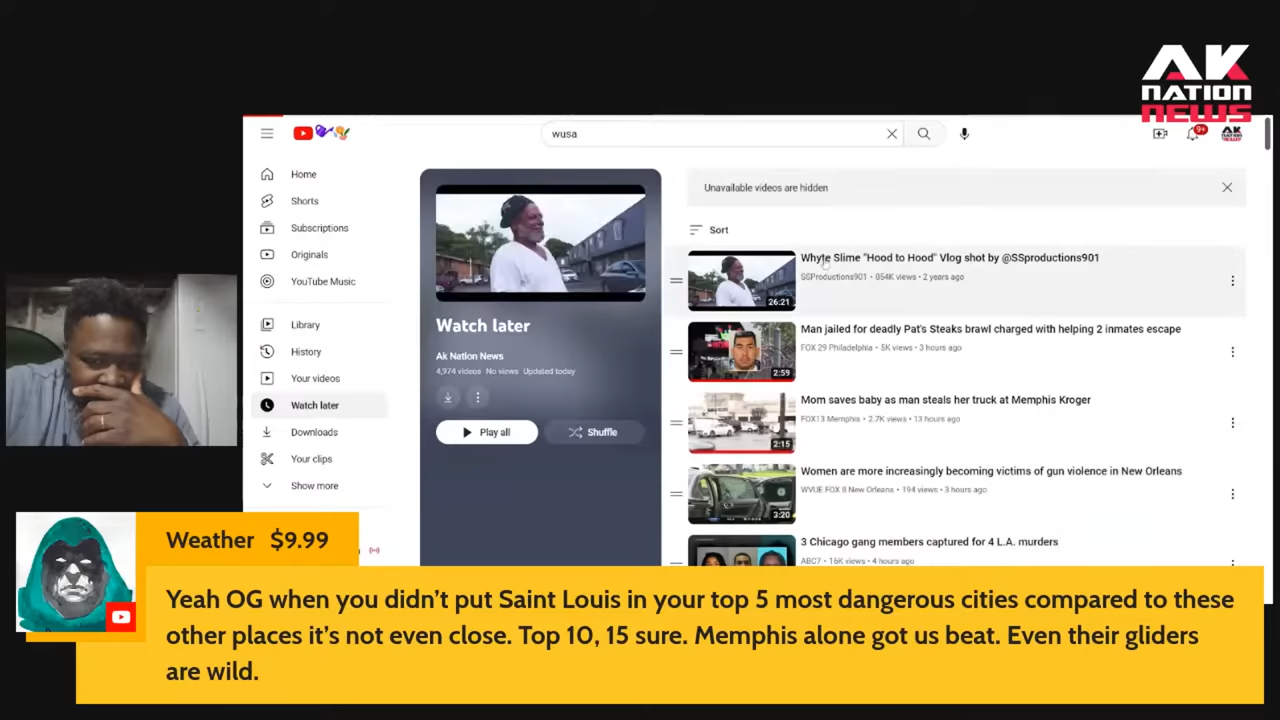 AK
NATION
NEWS
wusa
AK
NATION
9+
Home
Shorts
Subscriptions
Originals
YouTube Music
Library
History
Your videos
Watch later
Downloads
Your clips
Show more
Watch later
Ak Nation News
4,974 videos No views Updated today
Play all
Shuffle
Unavailable videos are hidden
Sort
26:21
Whyte Slime "Hood to Hood" Vlog shot by @SSproductions901
SSProductions901 • 854K views • 2 years ago
2:59
Man jailed for deadly Pat's Steaks brawl charged with helping 2 inmates escape
FOX 29 Philadelphia • 5K views • 3 hours ago
2:15
Mom saves baby as man steals her truck at Memphis Kroger
FOX13 Memphis • 2.7K views • 13 hours ago
3:20
Women are more increasingly becoming victims of gun violence in New Orleans
WVUE FOX 8 New Orleans • 194 views • 3 hours ago
3 Chicago gang members captured for 4 L.A. murders
ABC7 • 16K views • 4 hours ago
Weather $9.99
Yeah OG when you didn't put Saint Louis in your top 5 most dangerous cities compared to these
other places it's not even close. Top 10, 15 sure. Memphis alone got us beat. Even their gliders
are wild.